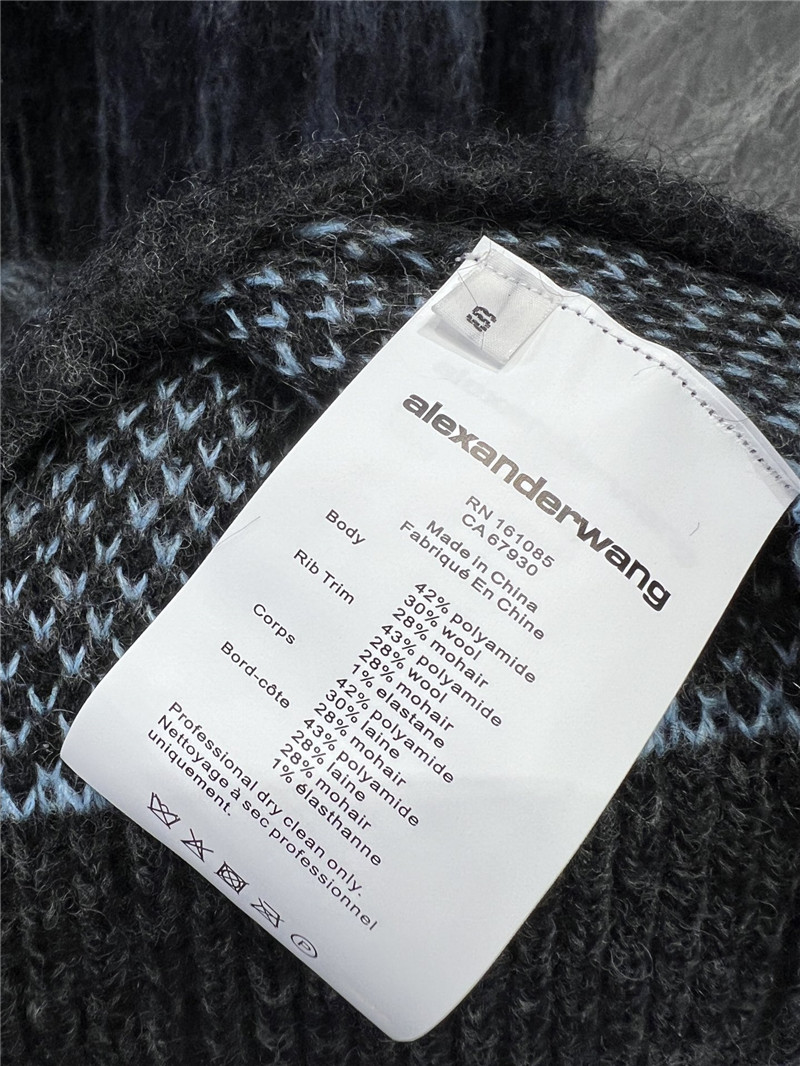 alexanderwang
RN 161085
CA 67930
Made in China
Fabriqué En Chine
Body
42% polyamide
30% wool
28% mohair
Rib Trim
43% polyamide
28% wool
28% mohair
1% elastane
Corps
42% polyamide
30% laine
28% mohair
Bord-côte
43% polyamide
28% laine
28% mohair
1% élasthanne
Professional dry clean only.
Nettoyage à sec professionnel
uniquement.
P